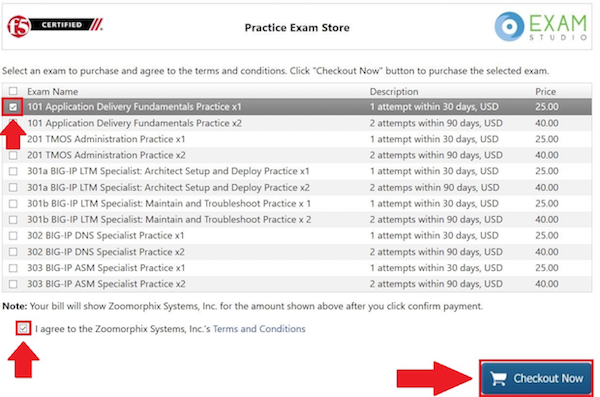 f5 CERTIFIED
Practice Exam Store
EXAM
STUDIO
Select an exam to purchase and agree to the terms and conditions. Click "Checkout Now" button to purchase the selected exam.
Exam Name Description Price
101 Application Delivery Fundamentals Practice x1 1 attempt within 30 days, USD 25.00
101 Application Delivery Fundamentals Practice x2 2 attempts within 90 days, USD 40.00
201 TMOS Administration Practice x1 1 attempt within 30 days, USD 25.00
201 TMOS Administration Practice x2 2 attempts within 90 days, USD 40.00
301a BIG-IP LTM Specialist: Architect Setup and Deploy Practice x1 1 attempt within 30 days, USD 25.00
301a BIG-IP LTM Specialist: Architect Setup and Deploy Practice x2 2 attempts within 90 days, USD 40.00
301b BIG-IP LTM Specialist: Maintain and Troubleshoot Practice x 1 1 attempt within 30 days, USD 25.00
301b BIG-IP LTM Specialist: Maintain and Troubleshoot Practice x 2 2 attempts within 90 days, USD 40.00
302 BIG-IP DNS Specialist Practice x1 1 attempt within 30 days, USD 25.00
302 BIG-IP DNS Specialist Practice x2 2 attempts within 90 days, USD 40.00
303 BIG-IP ASM Specialist Practice x1 1 attempt within 30 days, USD 25.00
303 BIG-IP ASM Specialist Practice x2 2 attempts within 90 days, USD 40.00
Note: Your bill will show Zoomorphix Systems, Inc. for the amount shown above after you click confirm payment.
I agree to the Zoomorphix Systems, Inc.'s Terms and Conditions
Checkout Now